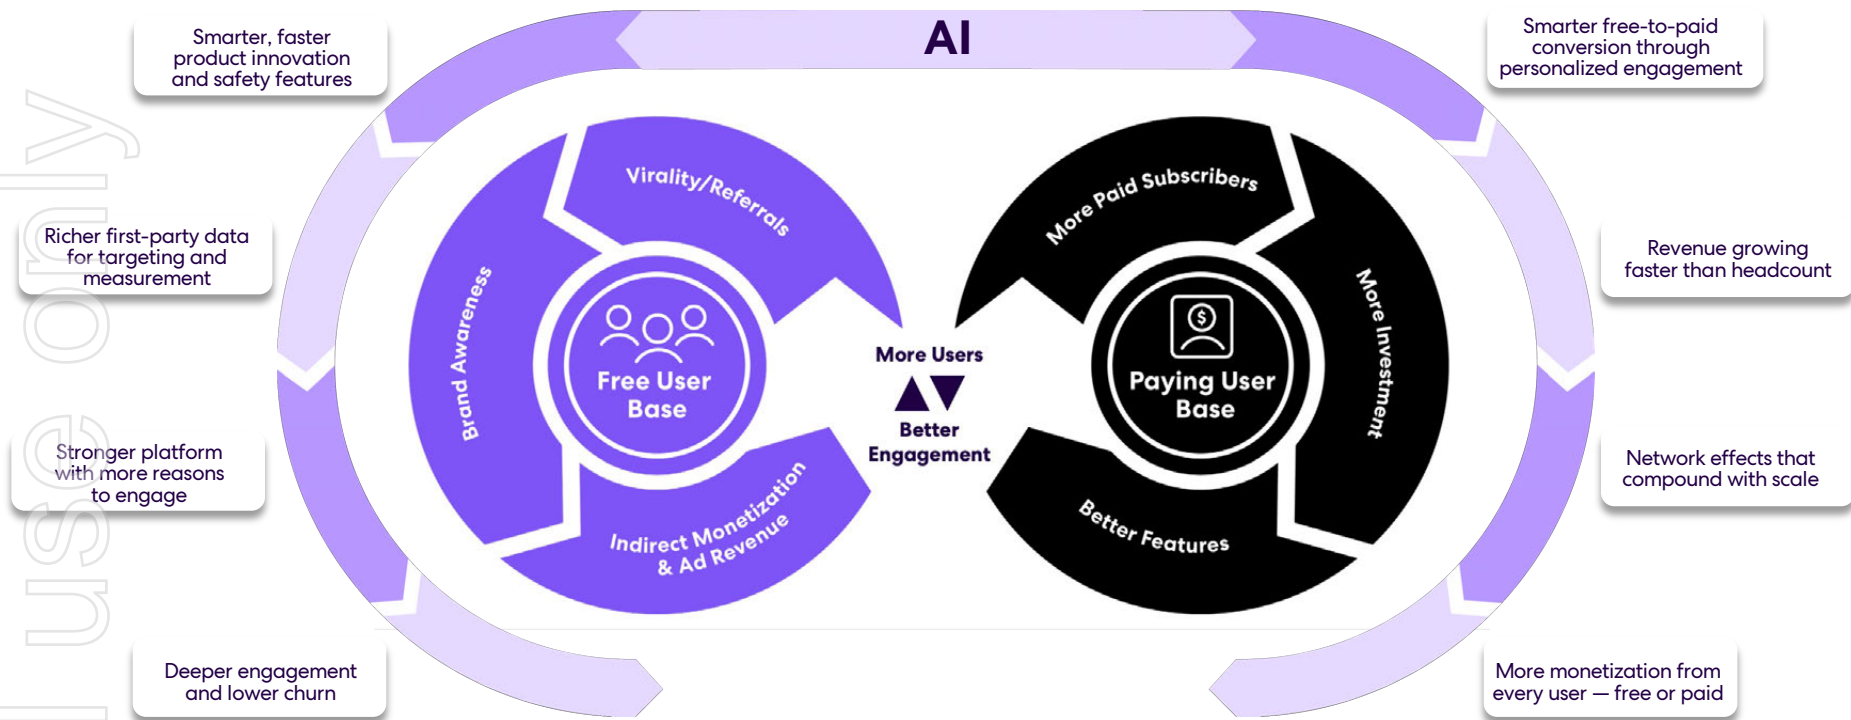 AI
Smarter, faster
product innovation
and safety features
Richer first-party data
for targeting and
measurement
Stronger platform
with more reasons
to engage
Deeper engagement
and lower churn
Virality/Referrals
Brand Awareness
Free User
Base
Indirect Monetization
& Ad Revenue
More Users
Better
Engagement
More Paid Subscribers
More Investment
Paying User
Base
$
Better Features
Smarter free-to-paid
conversion through
personalized engagement
Revenue growing
faster than headcount
Network effects that
compound with scale
More monetization from
every user — free or paid
use only